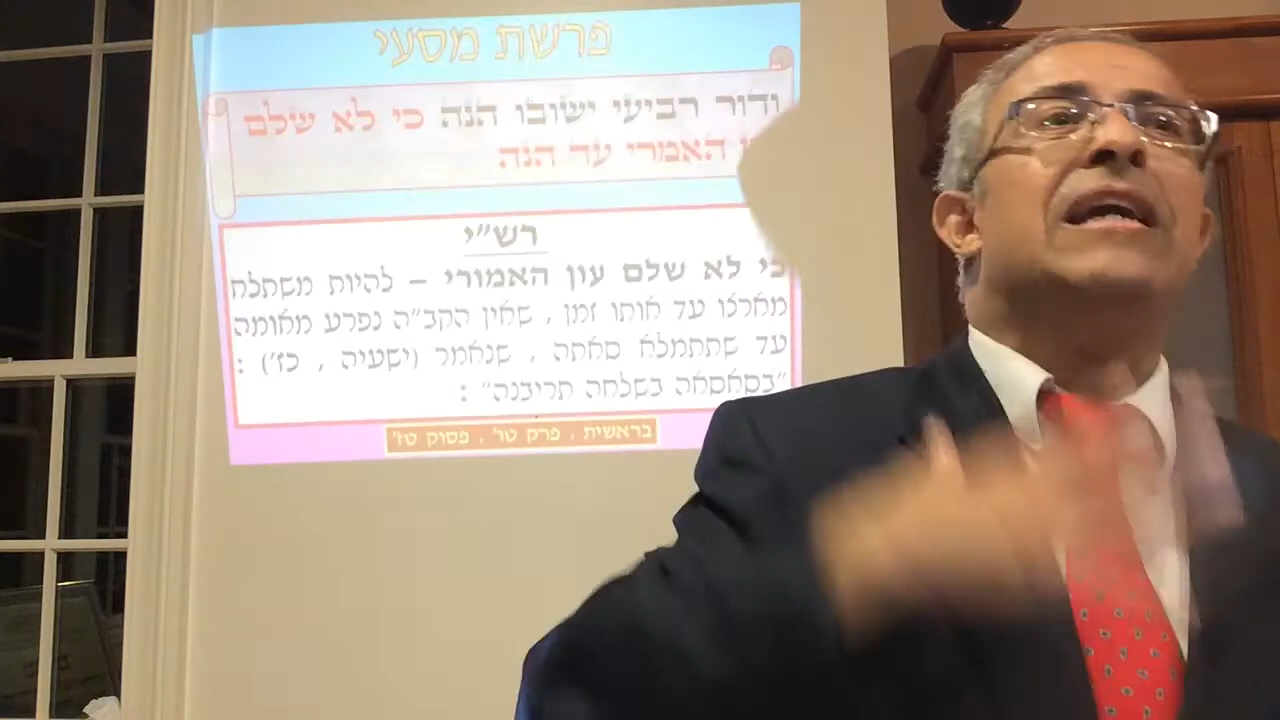 פרשת מסעי
ודור רביעי ישובו הנה כי לא שלם
האמרי עד הנה
רש"י
כי לא שלם עון האמורי – להיות משתלח
מארצו עד אותו זמן , שאין הקב"ה נפרע מאומה
עד שתתמלא סאתה , שנאמר (ישעיה , כז') :
"בסאסאה בשלחה תריבנה" :
בראשית , פרק טו' , פסוק טז'